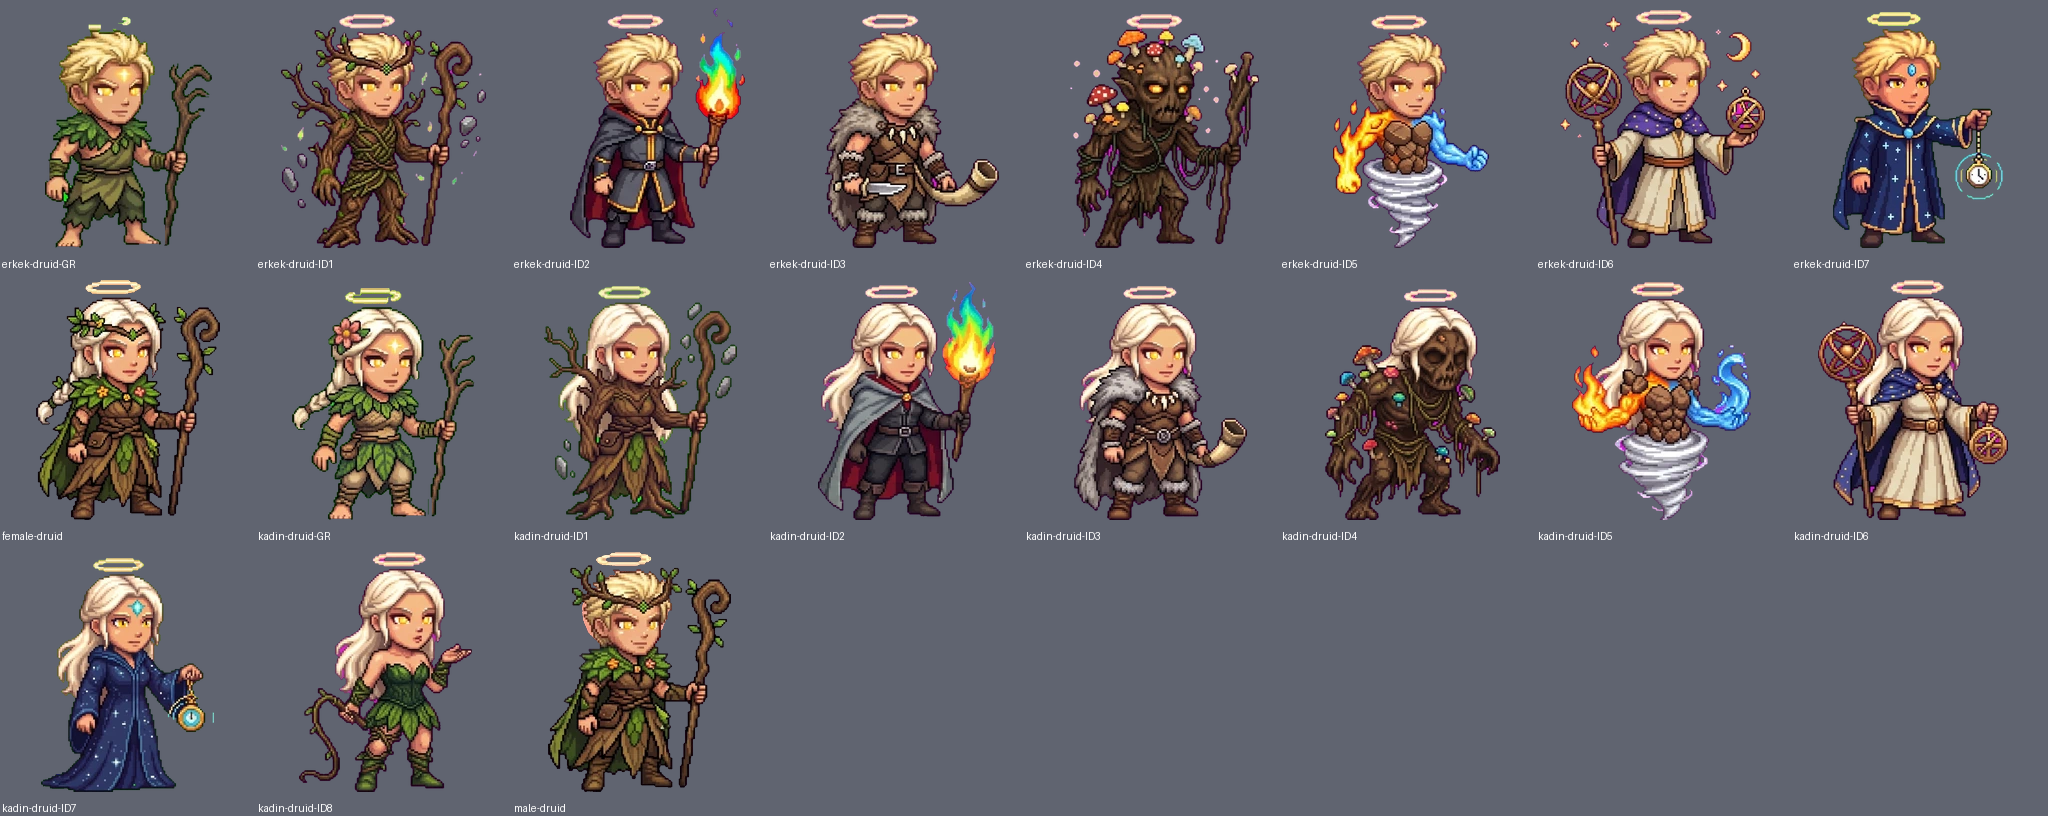 erkek-druid-GR
erkek-druid-ID1
erkek-druid-ID2
erkek-druid-ID3
erkek-druid-ID4
erkek-druid-ID5
erkek-druid-ID6
erkek-druid-ID7
female-druid
kadin-druid-GR
kadin-druid-ID1
kadin-druid-ID2
kadin-druid-ID3
kadin-druid-ID4
kadin-druid-ID5
kadin-druid-ID6
kadin-druid-ID7
kadin-druid-ID8
male-druid